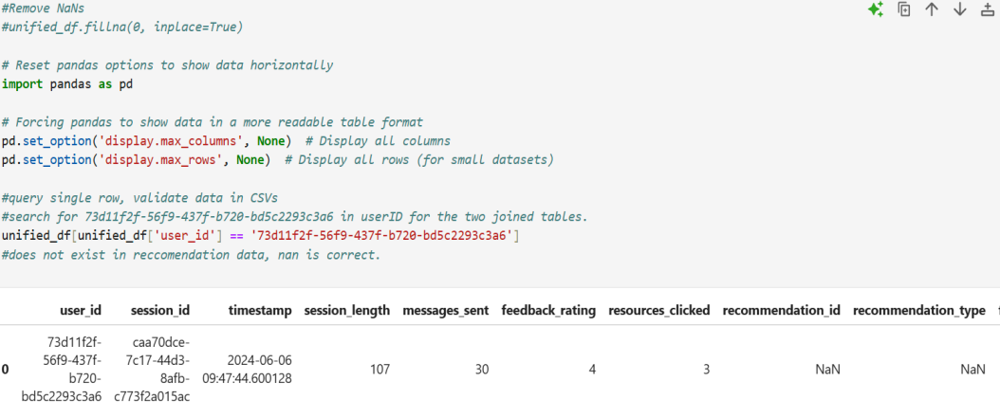 #Remove NaNs
#unified_df.fillna(0, inplace=True)
# Reset pandas options to show data horizontally
import pandas as pd
# Forcing pandas to show data in a more readable table format
pd.set_option('display.max_columns', None)  # Display all columns
pd.set_option('display.max_rows', None)  # Display all rows (for small datasets)
#query single row, validate data in CSVs
#search for 73d11f2f-56f9-437f-b720-bd5c2293c3a6 in userID for the two joined tables.
unified_df[unified_df['user_id'] == '73d11f2f-56f9-437f-b720-bd5c2293c3a6']
#does not exist in reccomendation data, nan is correct.
user_id session_id timestamp session_length messages_sent feedback_rating resources_clicked recommendation_id recommendation_type
73d11f2f- caa70dce-
56f9-437f- 7c17-44d3- 2024-06-06
0 107 30 4 3 NaN NaN
b720- 8afb- 09:47:44.600128
bd5c2293c3a6 c773f2a015ac